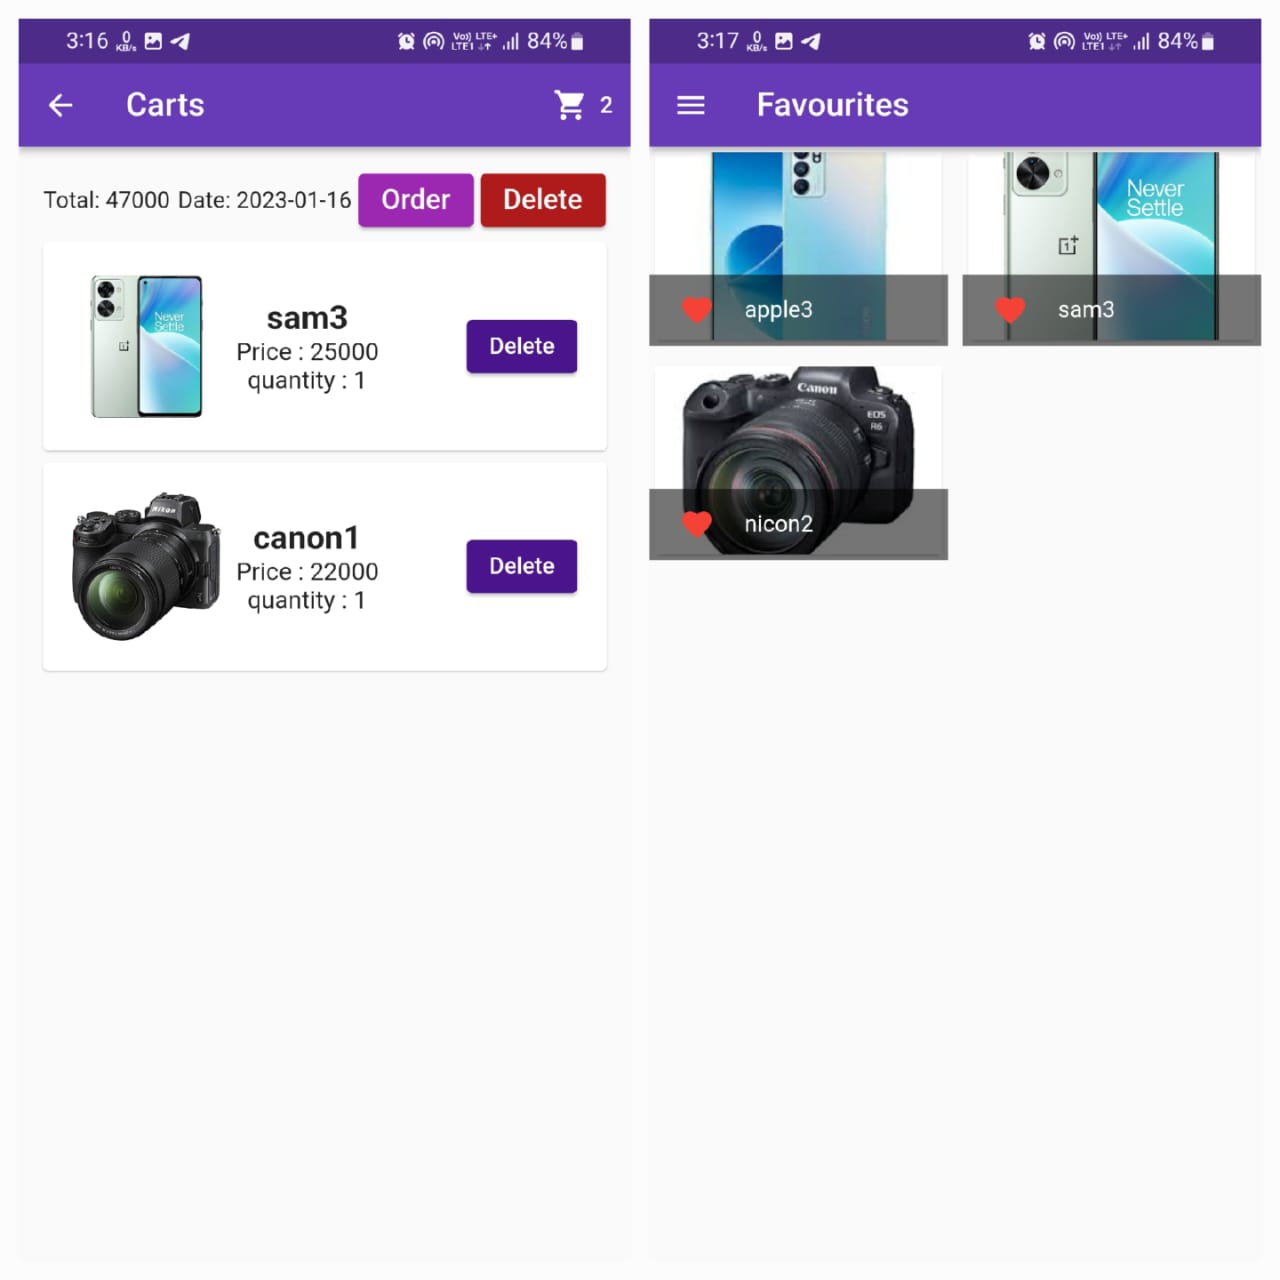 3:16 0 KB/s Vo) LTE+ LTE1 84%
Carts 2
Total: 47000 Date: 2023-01-16 Order Delete
Never
Settle
sam3
Price : 25000
quantity : 1
Delete
Nikon
canon1
Price : 22000
quantity : 1
Delete
3:17 0 KB/s Vo) LTE+ LTE1 84%
Favourites
apple3
Never
Settle
sam3
Canon
EOS
R6
nicon2